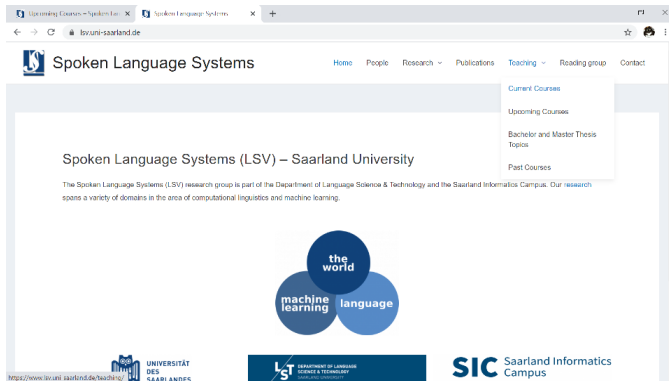 Upcoming Courses – Spoken Lan
Spoken Language Systems
lsv.uni-saarland.de
Spoken Language Systems
Home People Research Publications Teaching Reading group Contact
Current Courses
Upcoming Courses
Bachelor and Master Thesis
Topics
Past Courses
Spoken Language Systems (LSV) – Saarland University
The Spoken Language Systems (LSV) research group is part of the Department of Language Science & Technology and the Saarland Informatics Campus. Our research
spans a variety of domains in the area of computational linguistics and machine learning.
the
world
machine
learning
language
UNIVERSITÄT
DES
SAARLANDES
LST
DEPARTMENT OF LANGUAGE
SCIENCE & TECHNOLOGY
SAARLAND UNIVERSITY
SIC Saarland Informatics
Campus
https://www.lsv.uni-saarland.de/teaching/